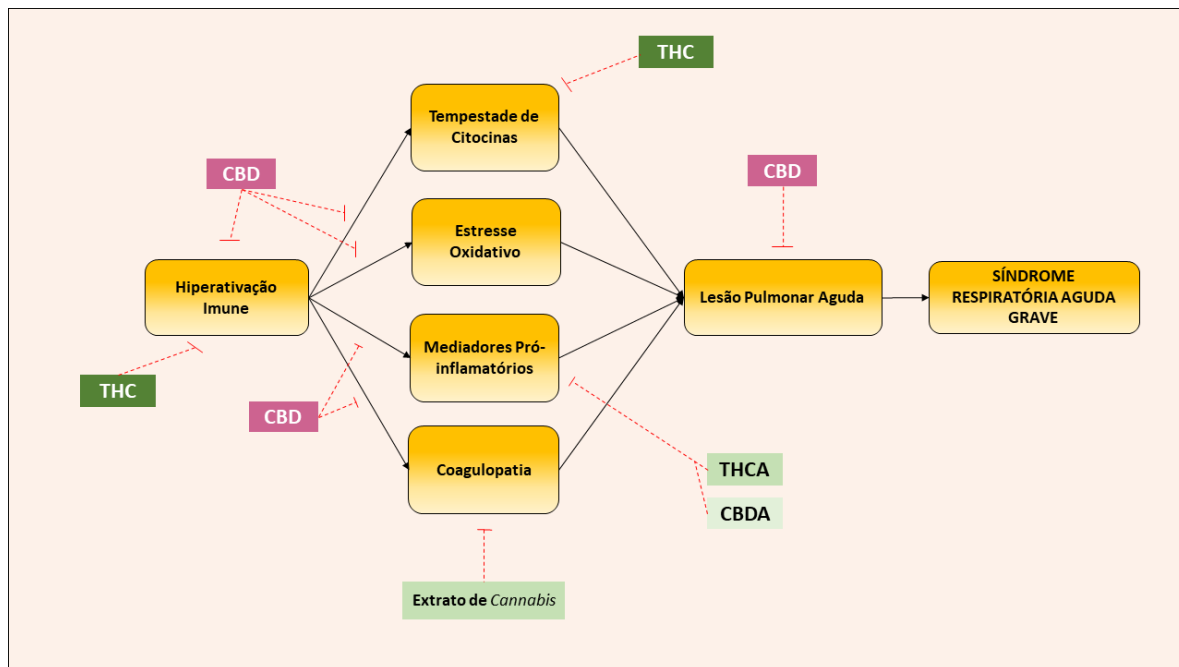 THC
Tempestade de
Citocinas
CBD
CBD
Estresse
Oxidativo
Hiperativação
Imune
Lesão Pulmonar Aguda
SÍNDROME
RESPIRATÓRIA AGUDA
GRAVE
Mediadores Pró-
inflamatórios
THC
CBD
Coagulopatia
THCA
CBDA
Extrato de Cannabis